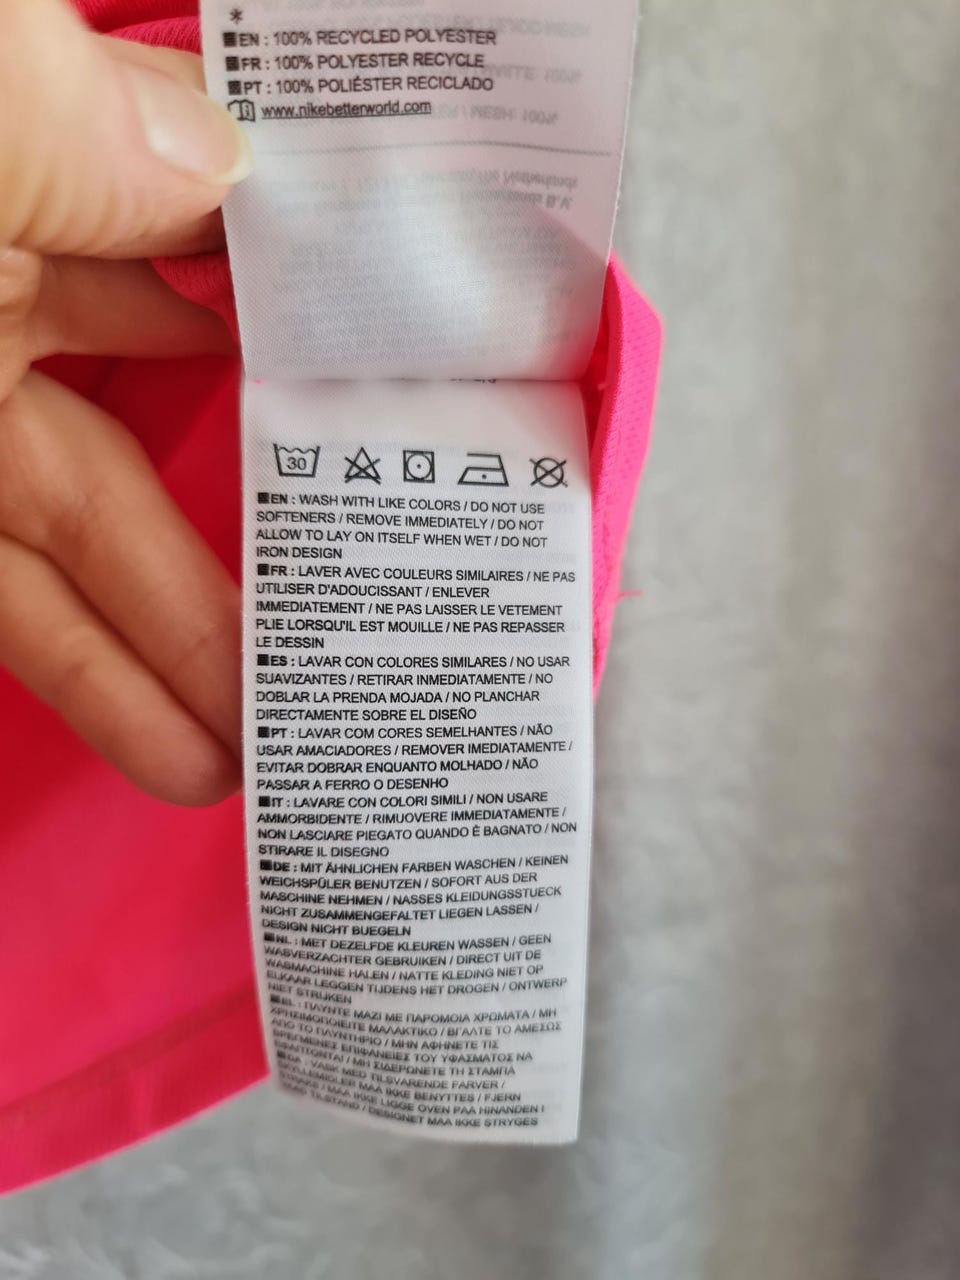 *
EN : 100% RECYCLED POLYESTER
FR : 100% POLYESTER RECYCLE
PT : 100% POLIÉSTER RECICLADO
www.nikebetterworld.com
30
EN : WASH WITH LIKE COLORS / DO NOT USE
SOFTENERS / REMOVE IMMEDIATELY / DO NOT
ALLOW TO LAY ON ITSELF WHEN WET / DO NOT
IRON DESIGN
FR : LAVER AVEC COULEURS SIMILAIRES / NE PAS
UTILISER D'ADOUCISSANT / ENLEVER
IMMEDIATEMENT / NE PAS LAISSER LE VETEMENT
PLIE LORSQU'IL EST MOUILLE / NE PAS REPASSER
LE DESSIN
ES : LAVAR CON COLORES SIMILARES / NO USAR
SUAVIZANTES / RETIRAR INMEDIATAMENTE / NO
DOBLAR LA PRENDA MOJADA / NO PLANCHAR
DIRECTAMENTE SOBRE EL DISEÑO
PT : LAVAR COM CORES SEMELHANTES / NÃO
USAR AMACIADORES / REMOVER IMEDIATAMENTE /
EVITAR DOBRAR ENQUANTO MOLHADO / NÃO
PASSAR A FERRO O DESENHO
IT : LAVARE CON COLORI SIMILI / NON USARE
AMMORBIDENTE / RIMUOVERE IMMEDIATAMENTE /
NON LASCIARE PIEGATO QUANDO È BAGNATO / NON
STIRARE IL DISEGNO
DE : MIT ÄHNLICHEN FARBEN WASCHEN / KEINEN
WEICHSPÜLER BENUTZEN / SOFORT AUS DER
MASCHINE NEHMEN / NASSES KLEIDUNGSSTUECK
NICHT ZUSAMMENGEFALTET LIEGEN LASSEN /
DESIGN NICHT BUEGELN
NL : MET DEZELFDE KLEUREN WASSEN / GEEN
WASVERZACHTER GEBRUIKEN / DIRECT UIT DE
WASMACHINE HALEN / NATTE KLEDING NIET OP
ELKAAR LEGGEN TIJDENS HET DROGEN / ONTWERP
NIET STRIJKEN
EL : ΠΛΥΝΤΕ ΜΑΖΙ ΜΕ ΠΑΡΟΜΟΙΑ ΧΡΩΜΑΤΑ / ΜΗ
ΧΡΗΣΙΜΟΠΟΙΕΙΤΕ ΜΑΛΑΚΤΙΚΟ / ΒΓΑΛΤΕ ΤΟ ΑΜΕΣΩΣ
ΑΠΟ ΤΟ ΠΛΥΝΤΗΡΙΟ / ΜΗΝ ΑΦΗΝΕΤΕ ΤΙΣ
ΒΡΕΓΜΕΝΕΣ ΕΠΙΦΑΝΕΙΕΣ ΤΟΥ ΥΦΑΣΜΑΤΟΣ ΝΑ
ΕΦΑΠΤΟΝΤΑΙ / ΜΗ ΣΙΔΕΡΩΝΕΤΕ ΤΗ ΣΤΑΜΠΑ
DA : VASK MED TILSVARENDE FARVER /
SKYLLEMIDLER MAA IKKE BENYTTES / FJERN
STRAKS / MAA IKKE LIGGE OVEN PAA HINANDEN I
VAAD TILSTAND / DESIGNET MAA IKKE STRYGES